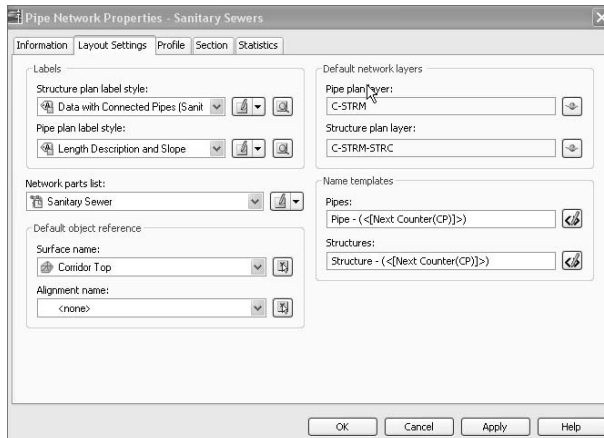 Pipe Network Properties - Sanitary Sewers
Information Layout Settings Profile Section Statistics
Labels
Structure plan label style:
Data with Connected Pipes (Sanit
Pipe plan label style:
Length Description and Slope
Network parts list:
Sanitary Sewer
Default object reference
Surface name:
Corridor Top
Alignment name:
<none>
Default network layers
Pipe plan layer:
C-STRM
Structure plan layer:
C-STRM-STRC
Name templates
Pipes:
Pipe - (<[Next Counter(CP)]>)
Structures:
Structure - (<[Next Counter(CP)]>)
OK Cancel Apply Help